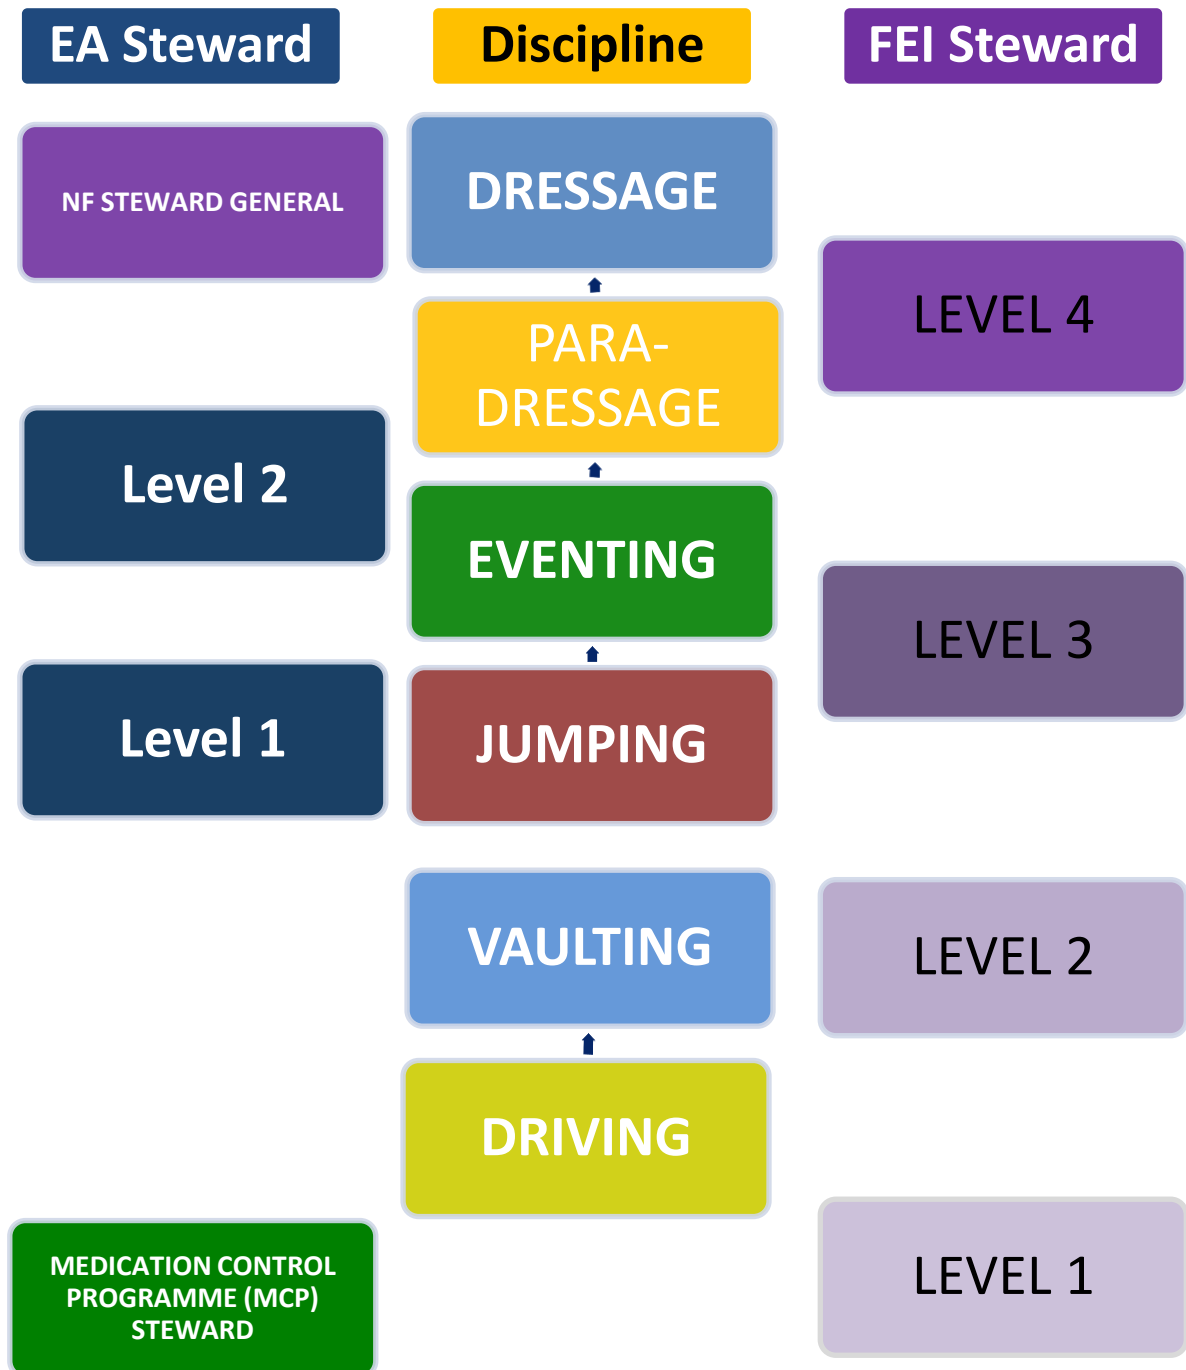 EA Steward
Discipline
FEI Steward
NF STEWARD GENERAL
Level 2
Level 1
MEDICATION CONTROL
PROGRAMME (MCP)
STEWARD
DRESSAGE
PARA-
DRESSAGE
EVENTING
JUMPING
VAULTING
DRIVING
LEVEL 4
LEVEL 3
LEVEL 2
LEVEL 1